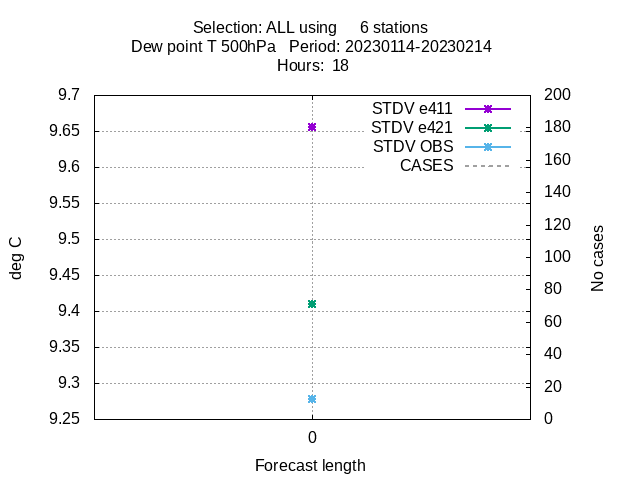 Selection: ALL using 6 stations
Dew point T 500hPa Period: 20230114-20230214
Hours: 18
9.7
9.65
9.6
9.55
9.5
9.45
9.4
9.35
9.3
9.25
deg C
STDV e411
STDV e421
STDV OBS
CASES
200
180
160
140
120
100
80
60
40
20
0
No cases
0
Forecast length